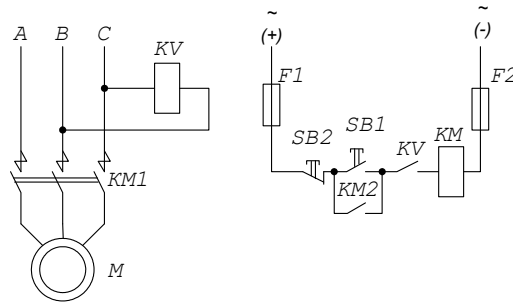 ~ ~
(+) (-)
A B C KV
F1 F2
SB2 SB1 KV KM
KM1 KM2
M